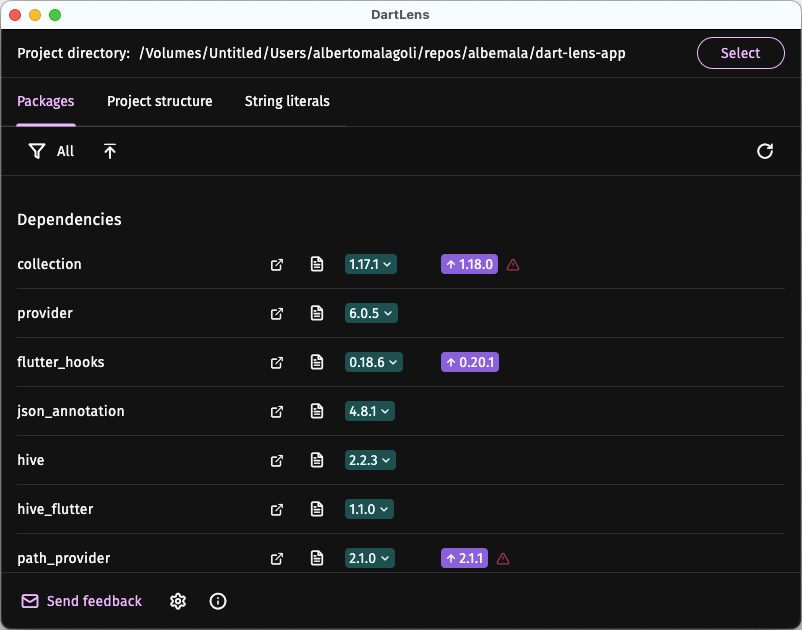 DartLens
Project directory: /Volumes/Untitled/Users/albertomalagoli/repos/albemala/dart-lens-app
Select
Packages Project structure String literals
All
Dependencies
collection 1.17.1 1.18.0
provider 6.0.5
flutter_hooks 0.18.6 0.20.1
json_annotation 4.8.1
hive 2.2.3
hive_flutter 1.1.0
path_provider 2.1.0 2.1.1
Send feedback